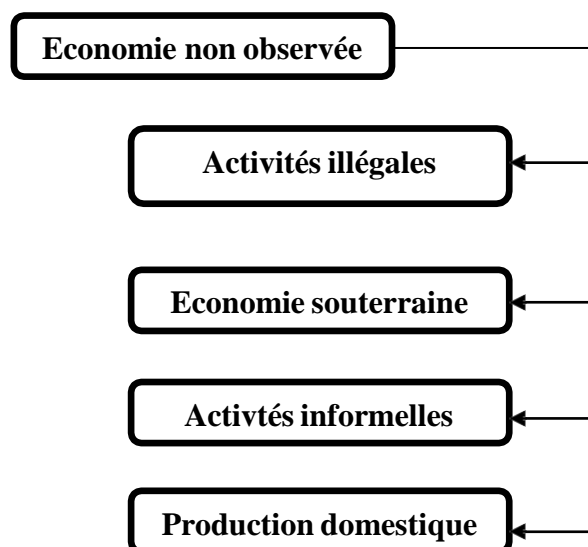 Economie non observée
Activités illégales
Economie souterraine
Activtés informelles
Production domestique